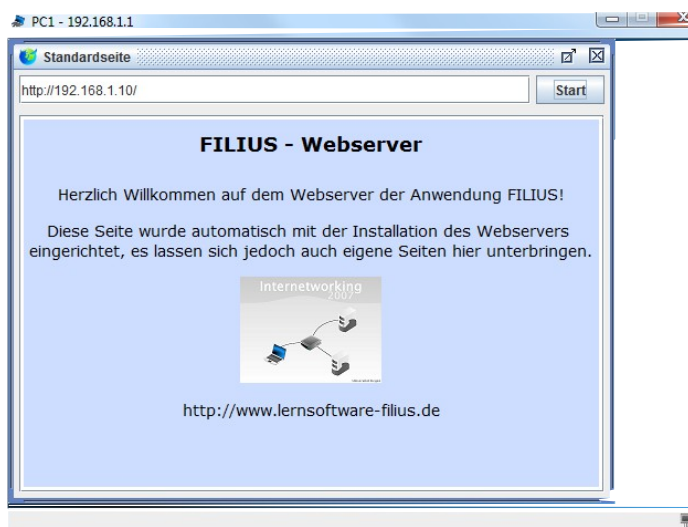 PC1 - 192.168.1.1
Standardseite
http://192.168.1.10/
Start
FILIUS - Webserver
Herzlich Willkommen auf dem Webserver der Anwendung FILIUS!
Diese Seite wurde automatisch mit der Installation des Webservers
eingerichtet, es lassen sich jedoch auch eigene Seiten hier unterbringen.
Internetworking
2007
http://www.lernsoftware-filius.de